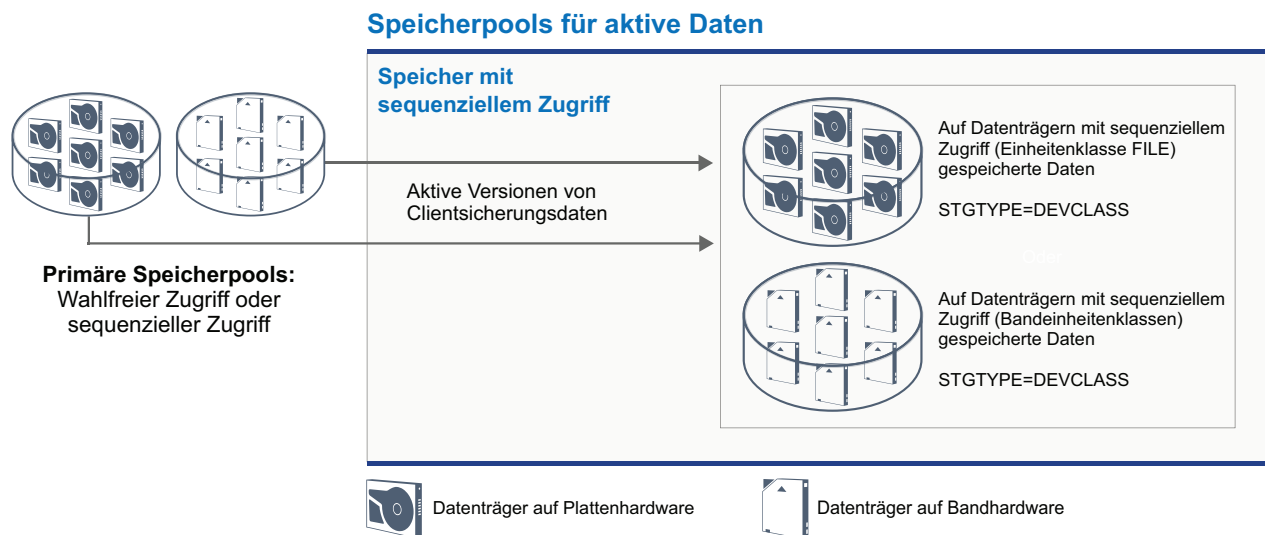 Speicherpools für aktive Daten
Speicher mit
sequenziellem Zugriff
Auf Datenträgern mit sequenziellem
Zugriff (Einheitenklasse FILE)
gespeicherte Daten
STGTYPE=DEVCLASS
Aktive Versionen von
Clientsicherungsdaten
Oder
Primäre Speicherpools:
Wahlfreier Zugriff oder
sequenzieller Zugriff
Auf Datenträgern mit sequenziellem
Zugriff (Bandeinheitenklassen)
gespeicherte Daten
STGTYPE=DEVCLASS
Datenträger auf Plattenhardware
Datenträger auf Bandhardware